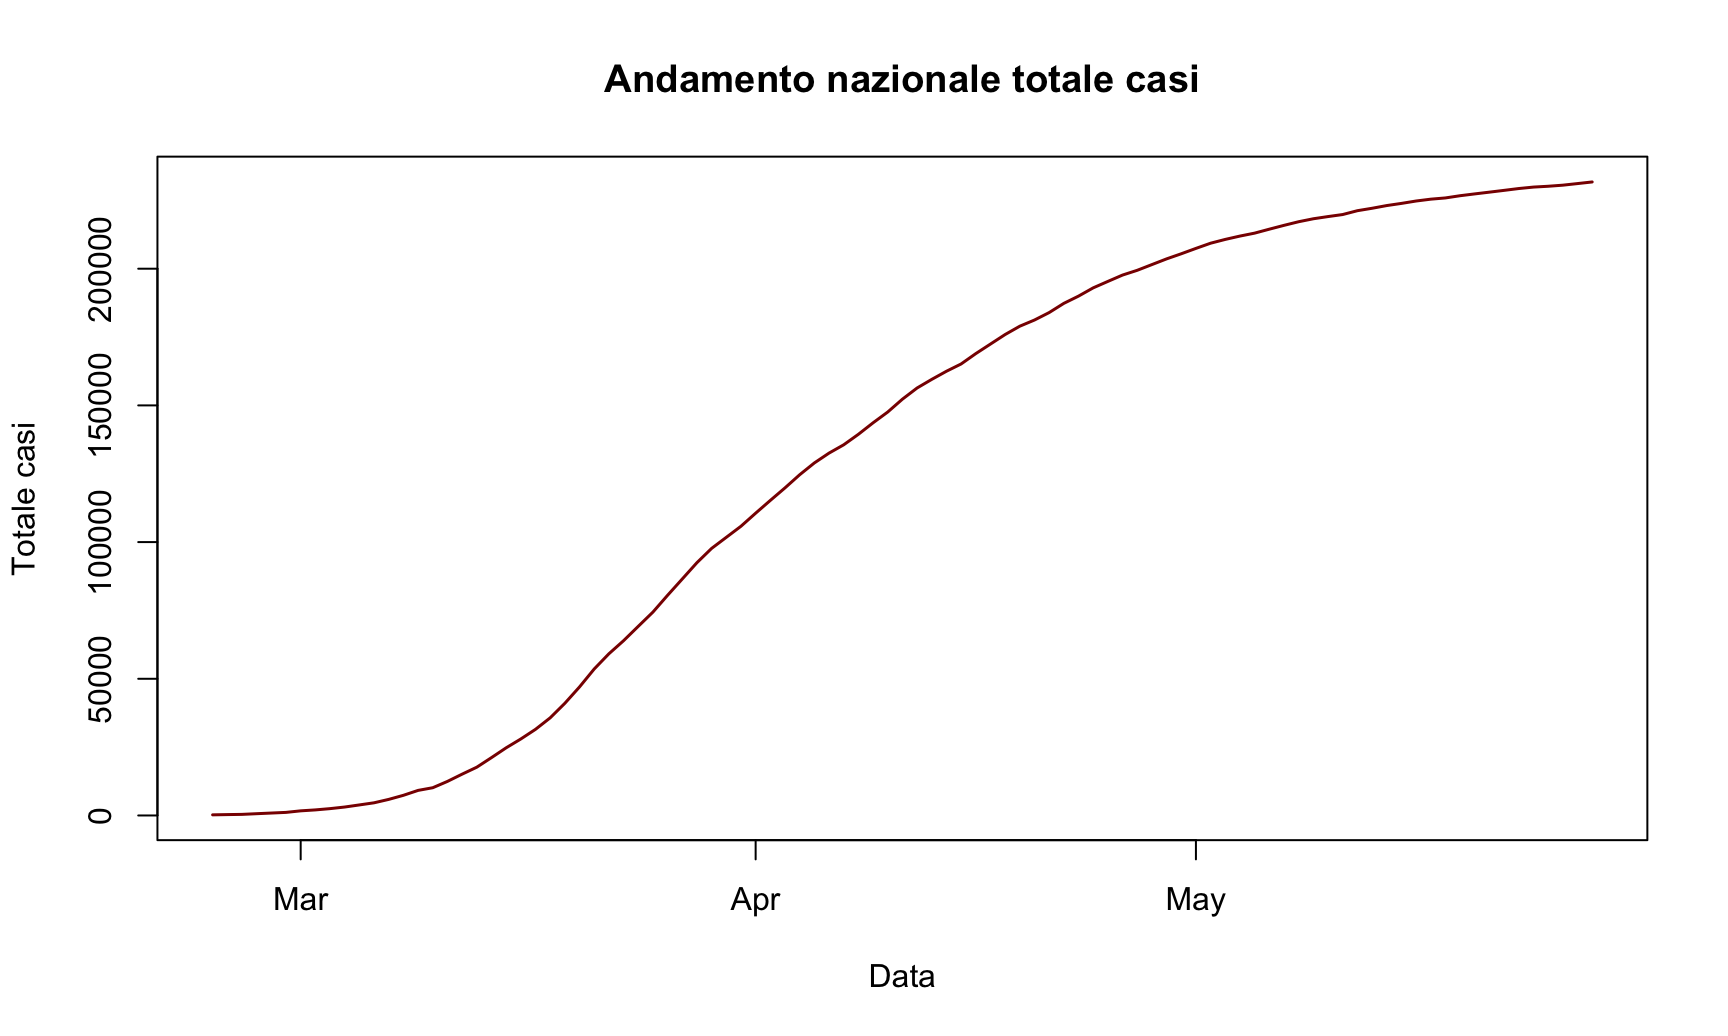 Andamento nazionale totale casi
Totale casi
200000
150000
100000
50000
0
Mar Apr May
Data